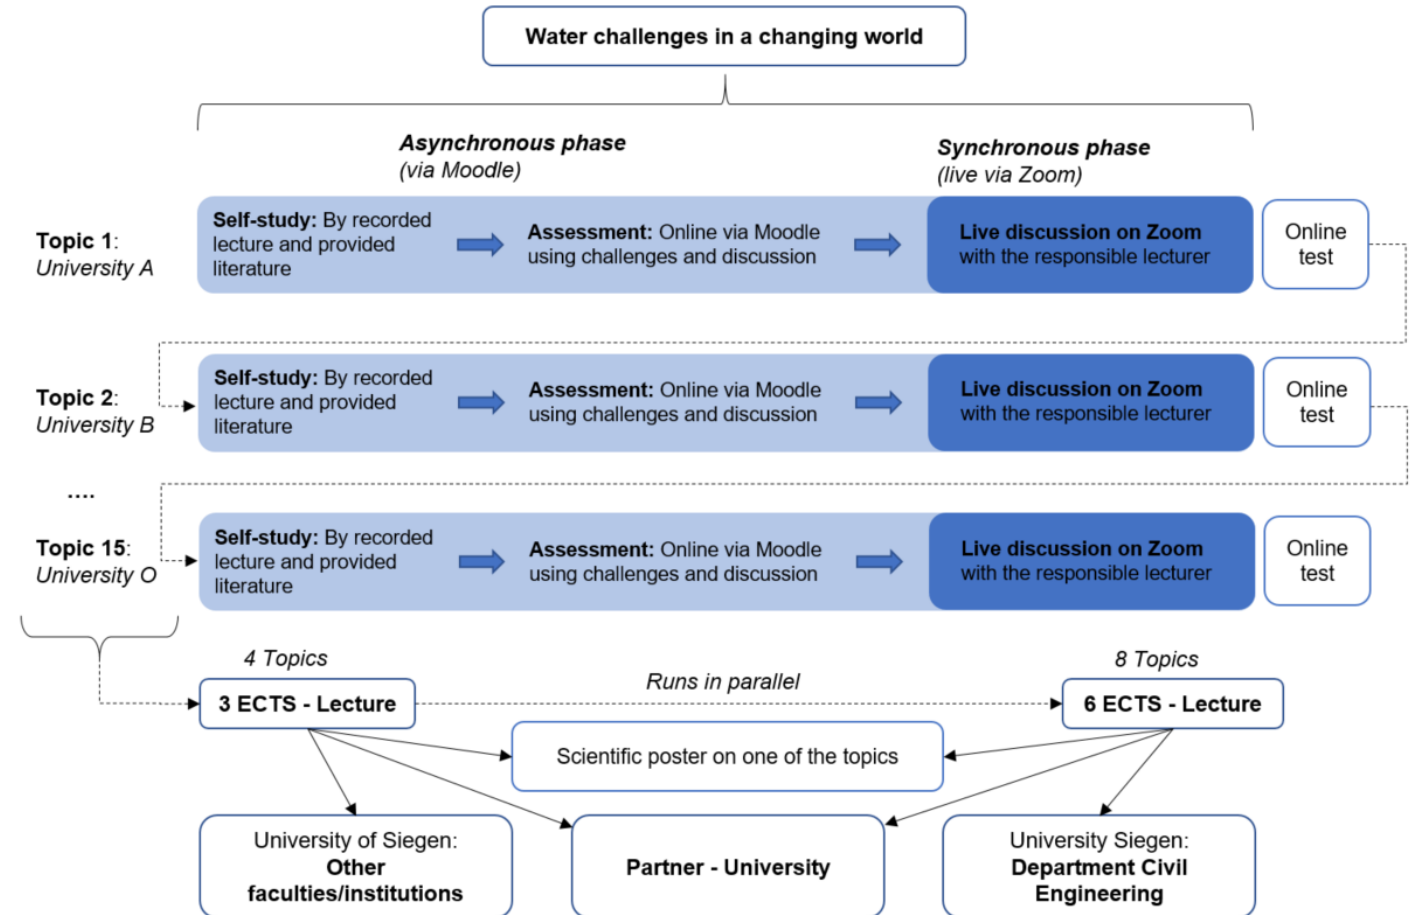 Water challenges in a changing world
Asynchronous phase
(via Moodle)
Synchronous phase
(live via Zoom)
Topic 1:
University A
Self-study: By recorded
lecture and provided
literature
Assessment: Online via Moodle
using challenges and discussion
Live discussion on Zoom
with the responsible lecturer
Online
test
Topic 2:
University B
Self-study: By recorded
lecture and provided
literature
Assessment: Online via Moodle
using challenges and discussion
Live discussion on Zoom
with the responsible lecturer
Online
test
....
Topic 15:
University O
Self-study: By recorded
lecture and provided
literature
Assessment: Online via Moodle
using challenges and discussion
Live discussion on Zoom
with the responsible lecturer
Online
test
4 Topics
3 ECTS - Lecture
Runs in parallel
8 Topics
6 ECTS - Lecture
Scientific poster on one of the topics
University of Siegen:
Other
faculties/institutions
Partner - University
University Siegen:
Department Civil
Engineering